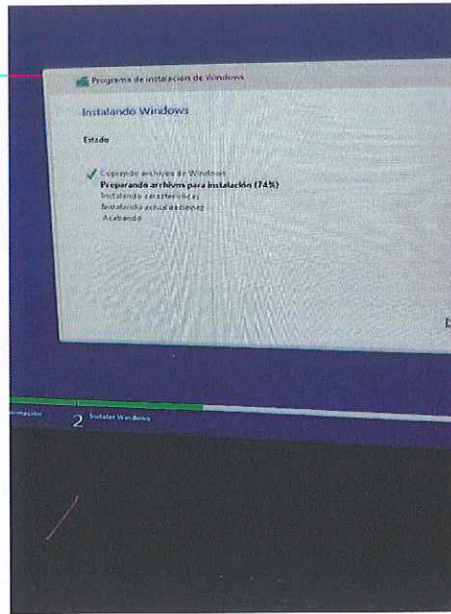 Programa de instalación de Windows
Instalando Windows
Estado
Copiando archivos de Windows
Preparando archivos para instalación (74%)
Instalando características
Instalando actualizaciones
Acabando
2 Instalar Windows